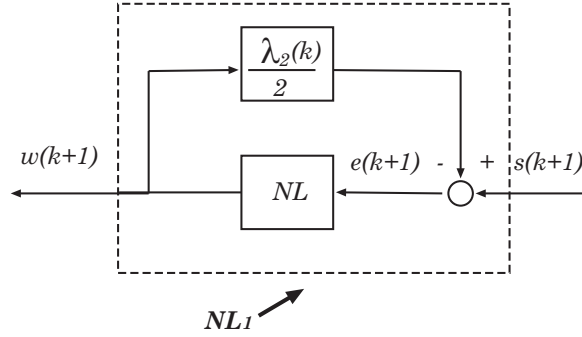 λ₂(k)
2
w(k+1)
e(k+1) - + s(k+1)
NL
NL1